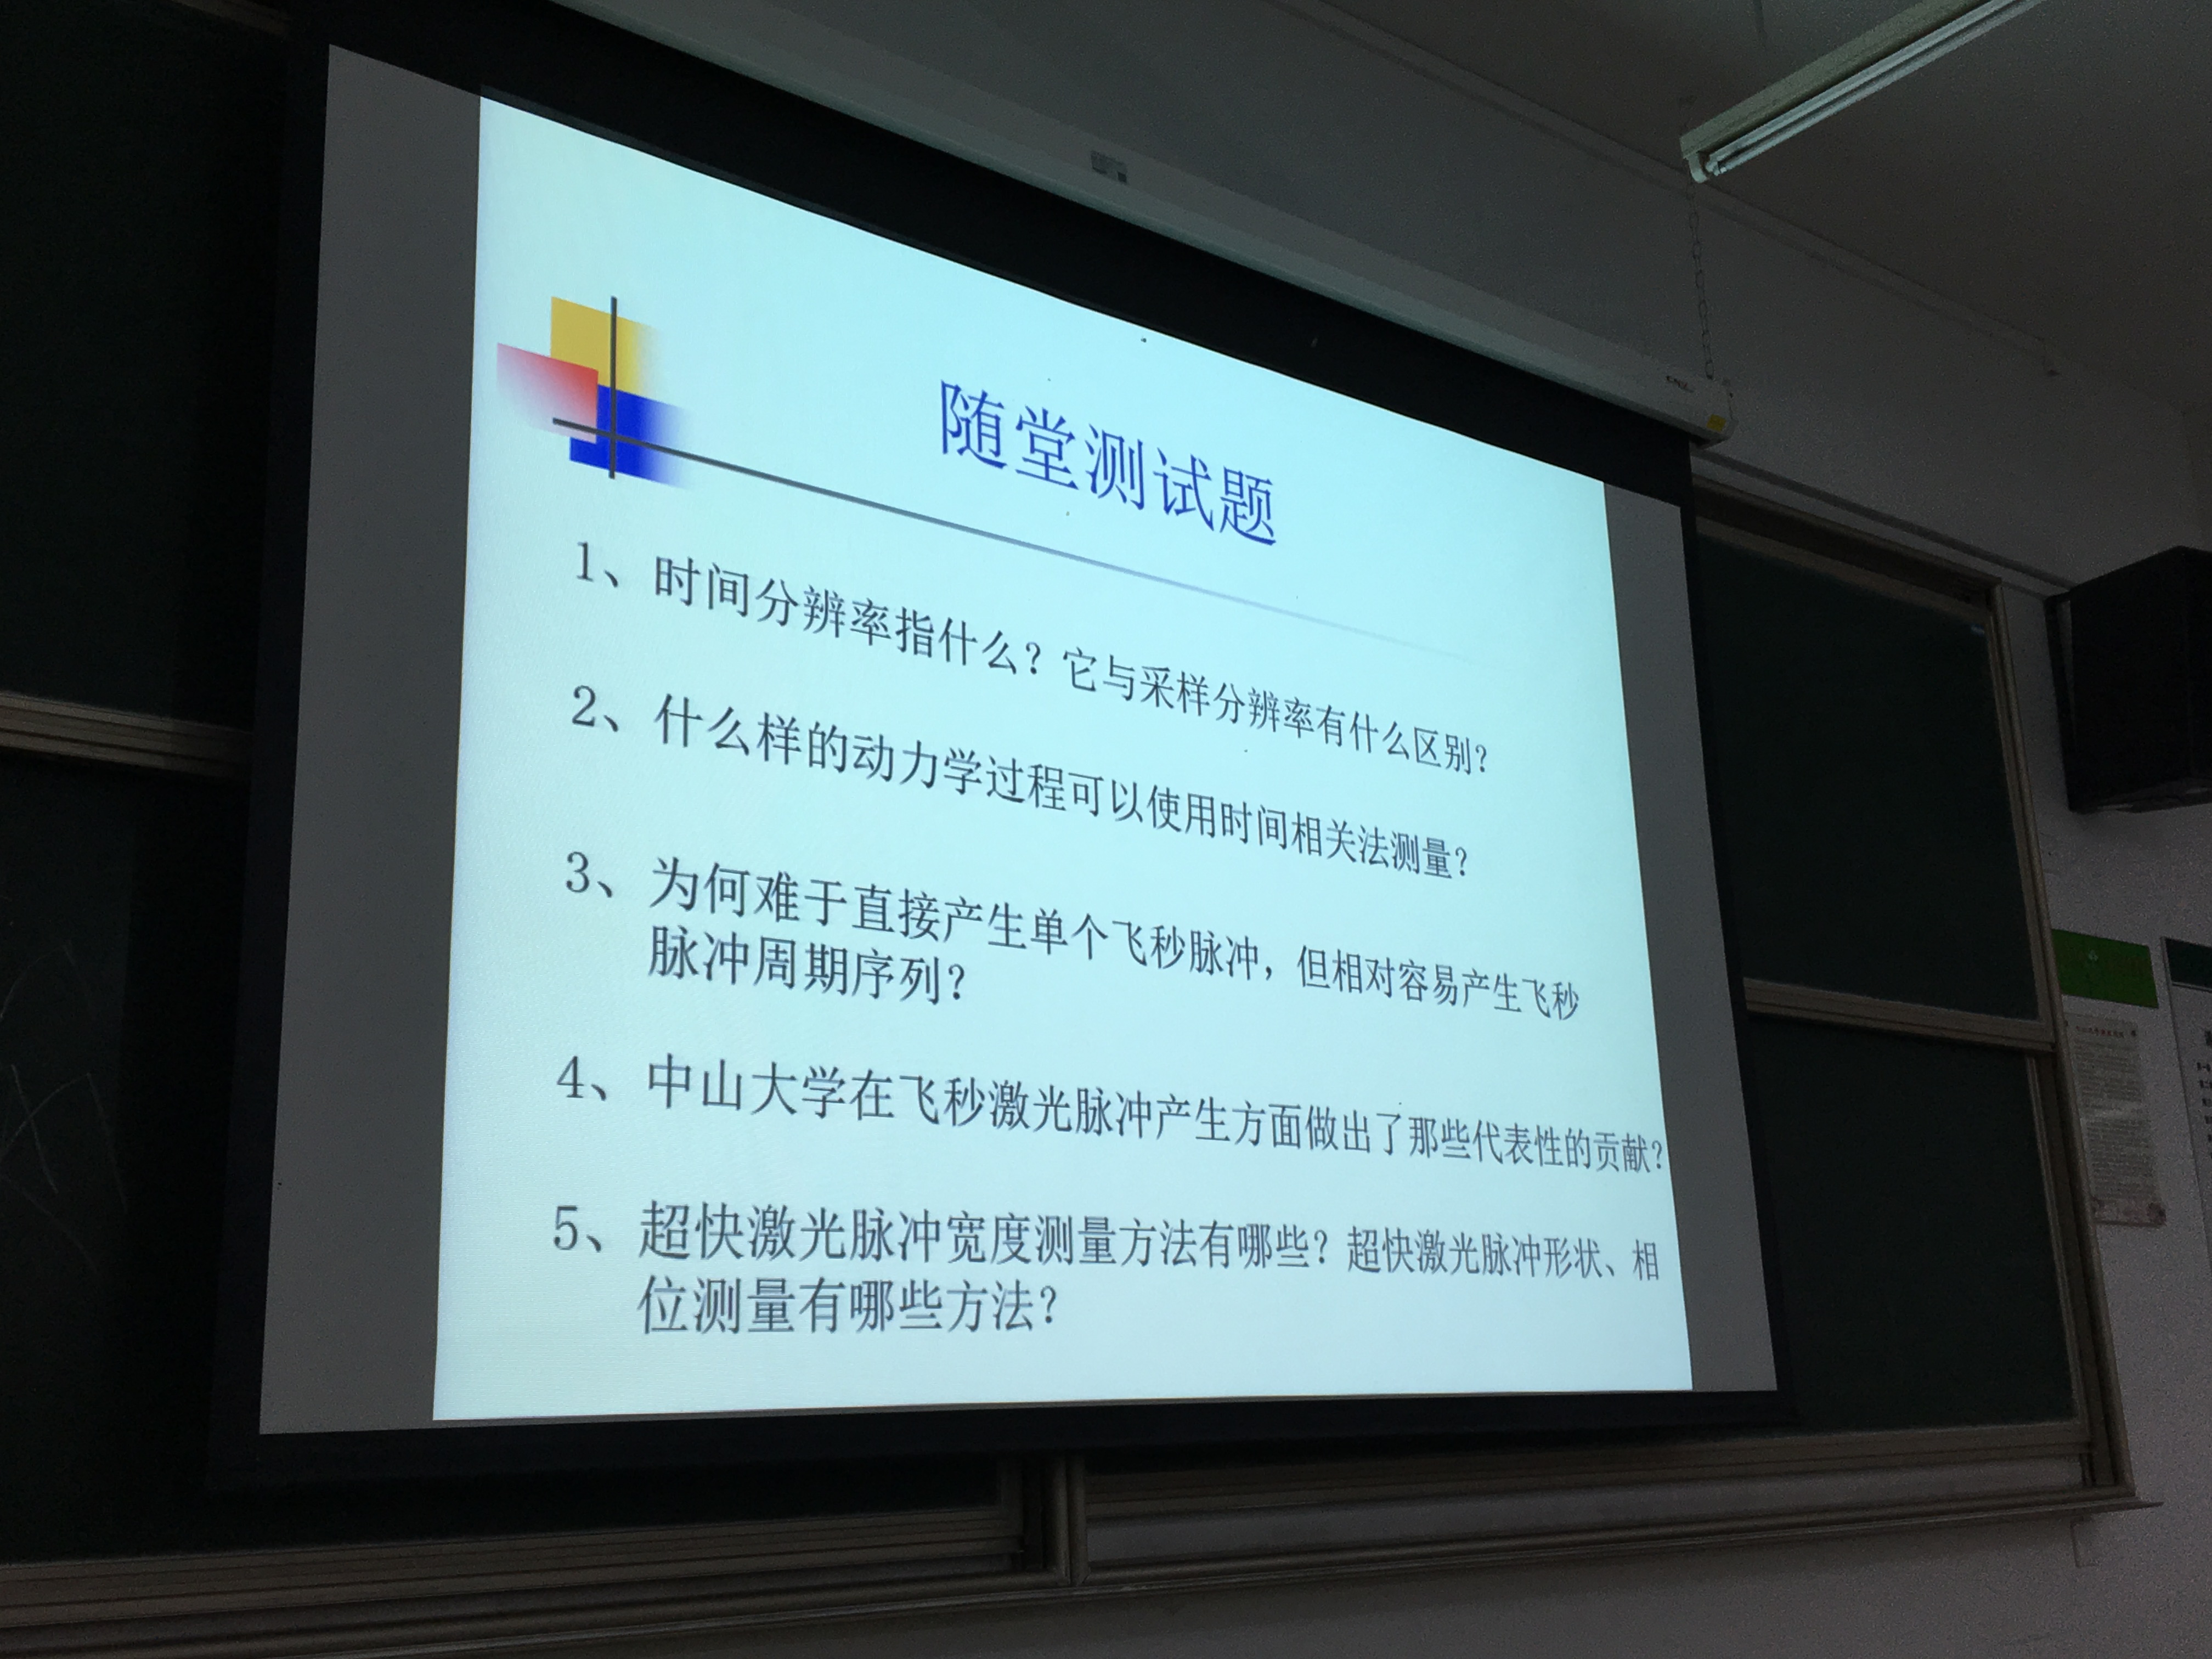 随堂测试题
1、时间分辨率指什么？它与采样分辨率有什么区别？
2、什么样的动力学过程可以使用时间相关法测量？
3、为何难于直接产生单个飞秒脉冲，但相对容易产生飞秒
脉冲周期序列？
4、中山大学在飞秒激光脉冲产生方面做出了那些代表性的贡献？
5、超快激光脉冲宽度测量方法有哪些？超快激光脉冲形状、相
位测量有哪些方法？